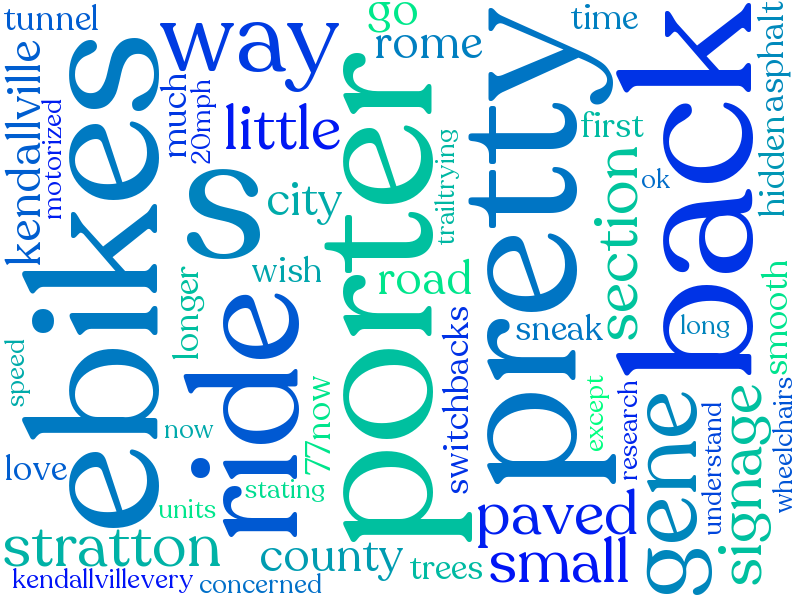 tunnel
way
go
rome
time
kendallville
motorized
ebikes
much
20mph
little
porter
pretty
first
back
hidden
asphalt
s
city
trailtrying
section
ok
wish
road
longer
ride
sneak
long
smooth
speed
switchbacks
77now
except
research
gene
understand
signage
wheelchairs
now
love
stating
units
paved
stratton
county
trees
small
kendallvillevery
concerned